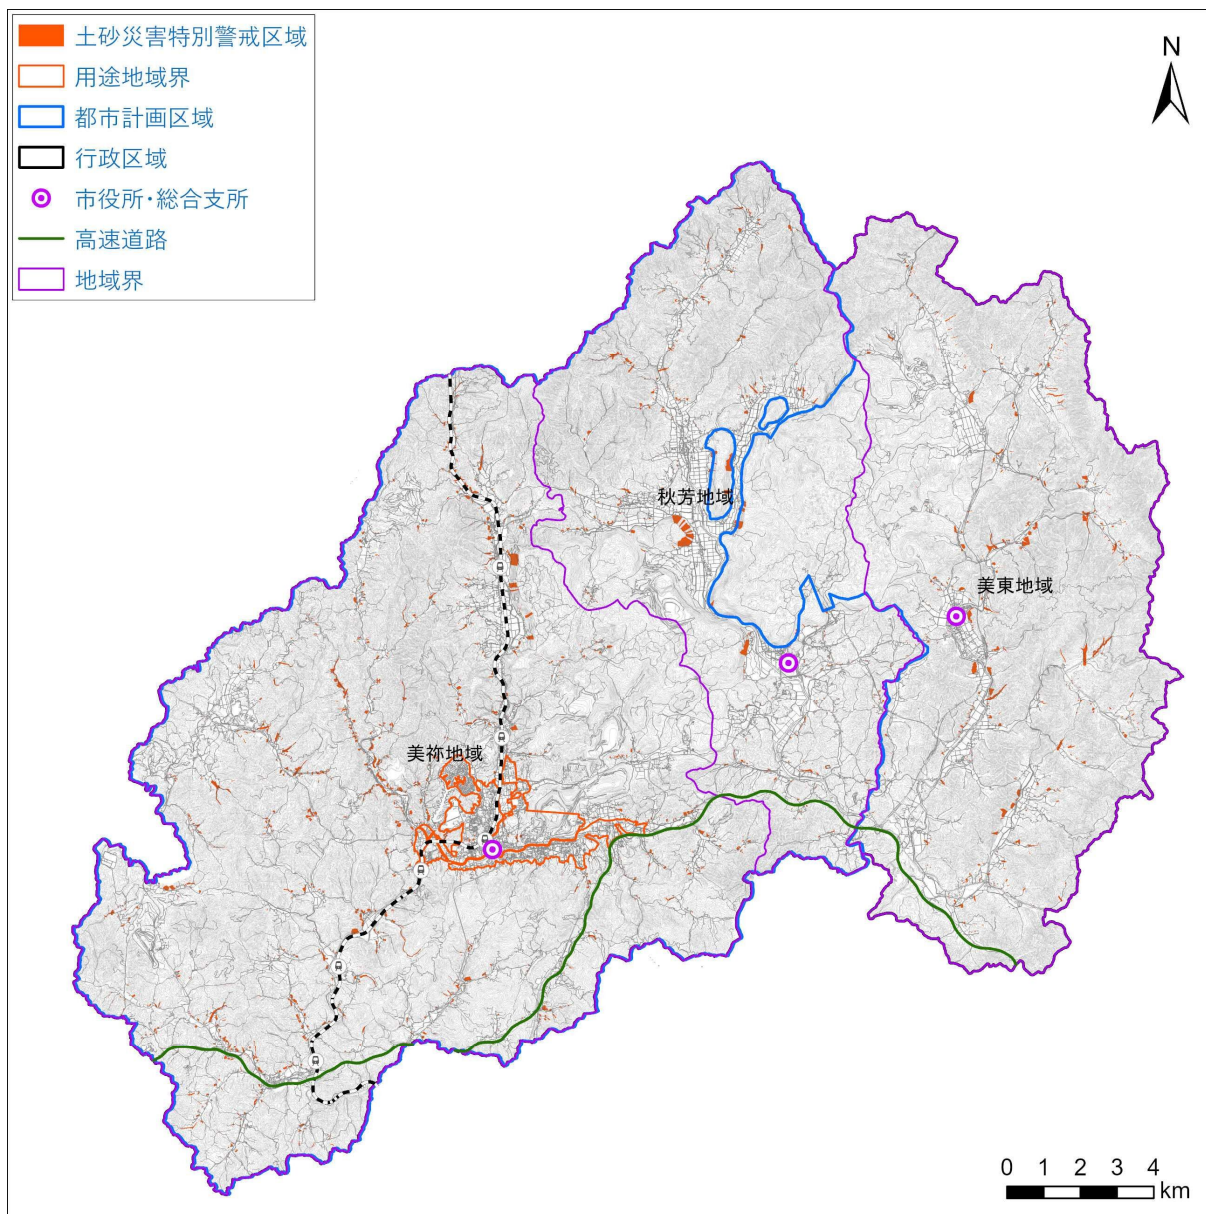 土砂災害特別警戒区域
用途地域界
都市計画区域
行政区域
市役所・総合支所
高速道路
地域界
N
秋芳地域
美東地域
美祢地域
0 1 2 3 4
km